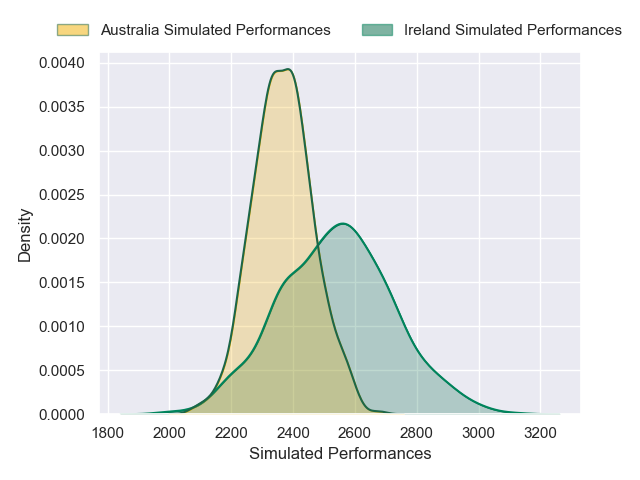 Australia Simulated Performances
Ireland Simulated Performances
0.0040
0.0035
0.0030
0.0025
0.0020
0.0015
0.0010
0.0005
0.0000
Density
1800 2000 2200 2400 2600 2800 3000 3200
Simulated Performances